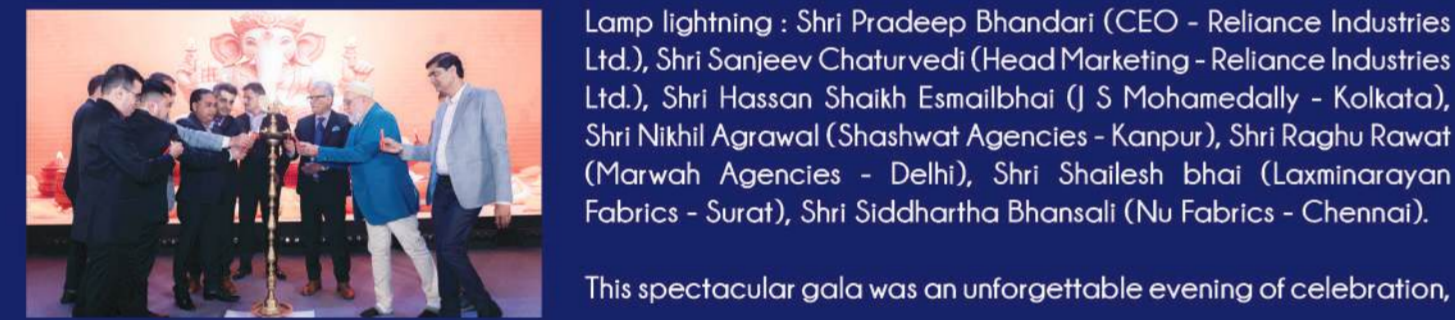 Lamp lightning : Shri Pradeep Bhandari (CEO - Reliance Industries
Ltd.), Shri Sanjeev Chaturvedi (Head Marketing - Reliance Industries
Ltd.), Shri Hassan Shaikh Esmailbhai (J S Mohamedally - Kolkata),
Shri Nikhil Agrawal (Shashwat Agencies - Kanpur), Shri Raghu Rawat
(Marwah Agencies - Delhi), Shri Shailesh bhai (Laxminarayan
Fabrics - Surat), Shri Siddhartha Bhansali (Nu Fabrics - Chennai).
This spectacular gala was an unforgettable evening of celebration,